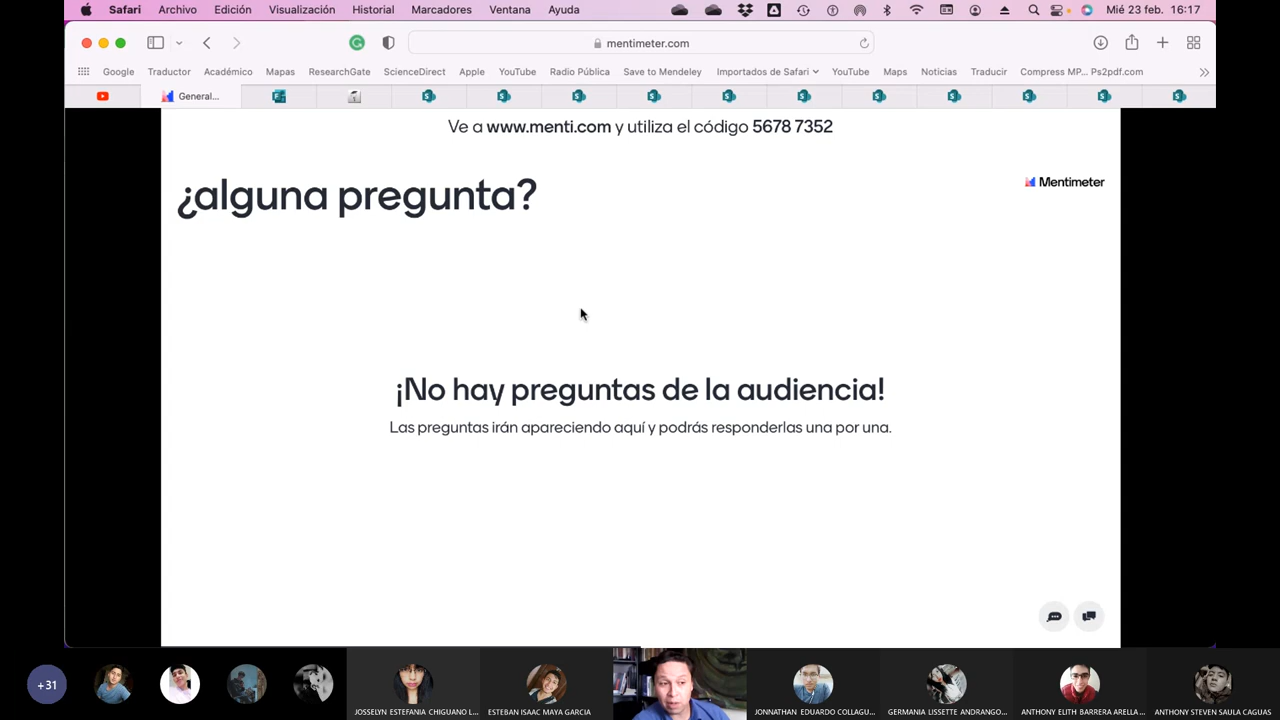 Safari Archivo Edición Visualización Historial Marcadores Ventana Ayuda Mié 23 feb. 16:17
mentimeter.com
Google Traductor Académico Mapas ResearchGate ScienceDirect Apple YouTube Radio Pública Save to Mendeley Importados de Safari YouTube Maps Noticias Traducir Compress MP... Ps2pdf.com
General...
Ve a www.menti.com y utiliza el código 5678 7352
¿alguna pregunta?
Mentimeter
¡No hay preguntas de la audiencia!
Las preguntas irán apareciendo aquí y podrás responderlas una por una.
+31
JOSSELYN ESTEFANIA CHIGUANO L... ESTEBAN ISAAC MAYA GARCIA JONNATHAN EDUARDO COLLAGU... GERMANIA LISSETTE ANDRANGO... ANTHONY ELITH BARRERA ARELLA... ANTHONY STEVEN SAULA CAGUAS